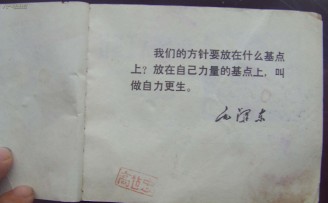 我们的方针要放在什么基点
上？放在自己力量的基点上，叫
做自力更生。
毛泽东